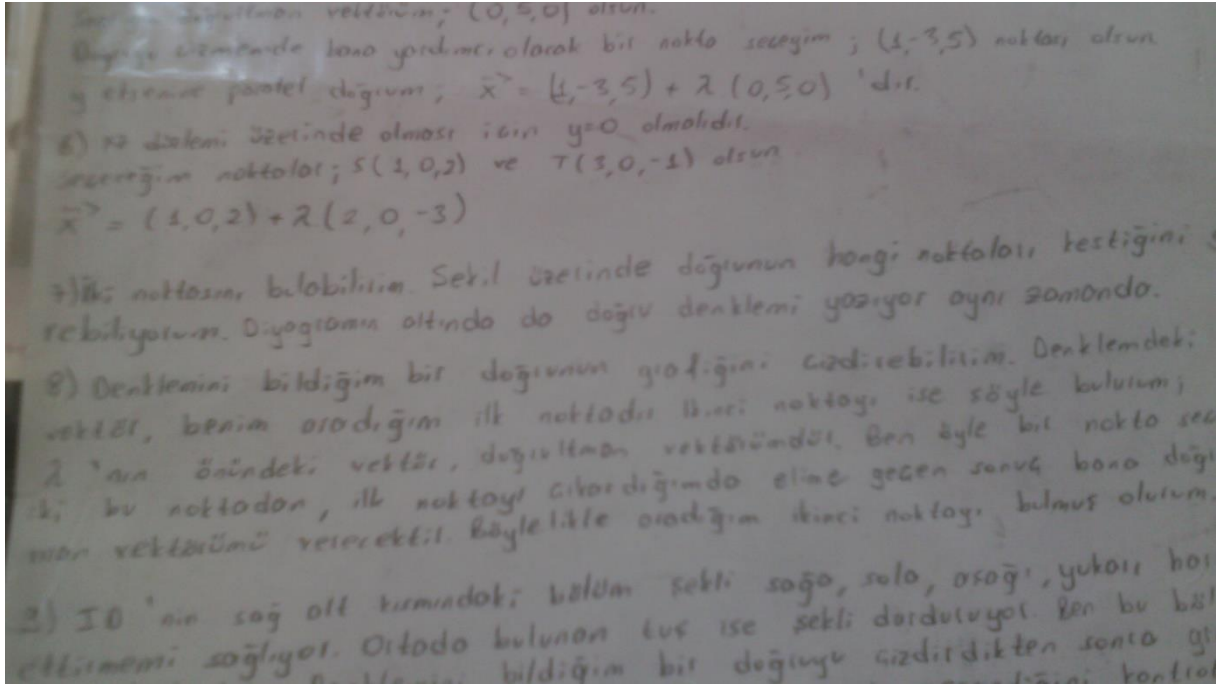 doğrultman vektörüm; (0,5,0) olsun.
çizmemde bana yardımcı olacak bir nokta seçeyim; (1,-3,5) noktası olsun
y eksenine paralel doğrum; x = (1,-3,5) + λ (0,5,0) 'dır.
6) xz düzlemi üzerinde olması için y=0 olmalıdır.
seçeceğim noktalar; S(1,0,2) ve T(3,0,-1) olsun
x = (1,0,2) + λ(2,0,-3)
7) İki noktasını bulabilirim. Şekil üzerinde doğrunun hangi noktaları kestiğini
rebiliyorum. Diyagramın altında da doğru denklemi yazıyor aynı zamanda.
8) Denklemini bildiğim bir doğrunun grafiğini çizdirebilirim. Denklemdeki
vektör, benim aradığım ilk noktadır. İkinci noktayı ise şöyle bulurum;
λ 'nın önündeki vektör, doğrultman vektörümdür. Ben öyle bir nokta seç
ki; bu noktadan, ilk noktayı çıkardığımda elime geçen sonuç bana doğr
man vektörümü verecektir. Böylelikle aradığım ikinci noktayı bulmuş olurum.
9) IO 'nin sağ alt kısmındaki bölüm şekli sağa, sola, aşağı, yukarı har
ettirmemi sağlıyor. Ortada bulunan tuş ise şekli durduruyor. Ben bu böl
bildiğim bir doğruyu çizdirdikten sonra